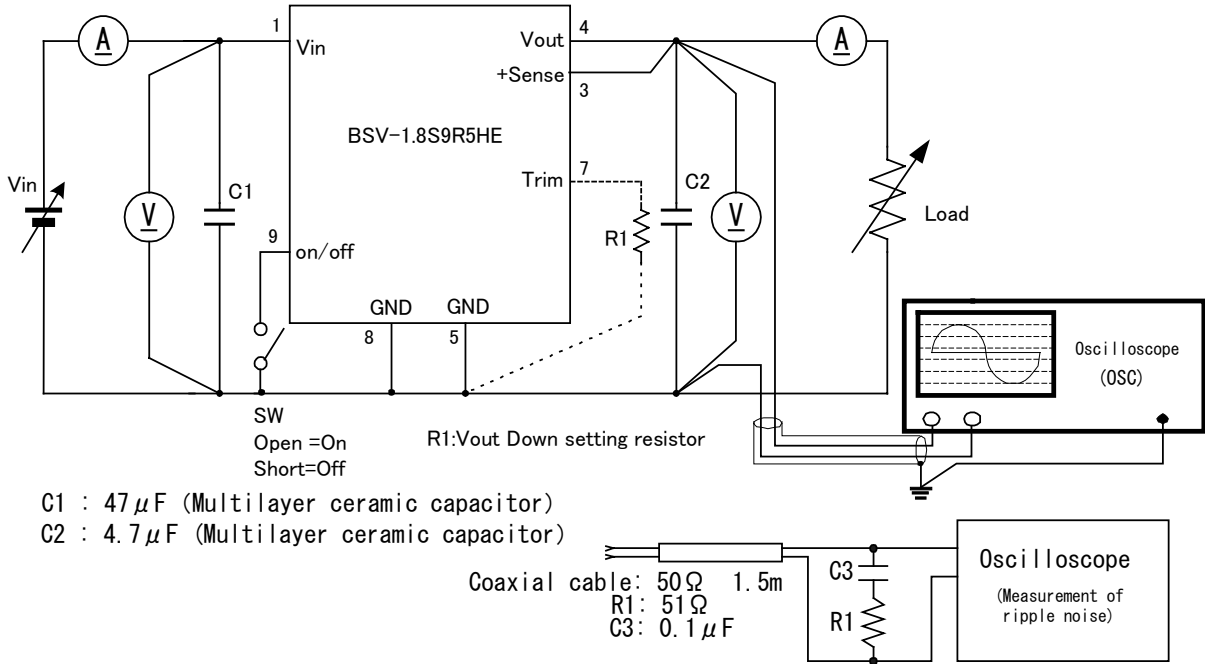 A
1
Vin
Vout
4
A
+Sense
3
BSV-1.8S9R5HE
7
Trim
Vin
V
C1
R1
C2
V
Load
9
on/off
GND
GND
8
5
SW
Open =On
Short=Off
R1:Vout Down setting resistor
Oscilloscope
(OSC)
C1 : 47μF (Multilayer ceramic capacitor)
C2 : 4.7μF (Multilayer ceramic capacitor)
Coaxial cable: 50Ω 1.5m
R1: 51Ω
C3: 0.1μF
C3
R1
Oscilloscope
(Measurement of
ripple noise)